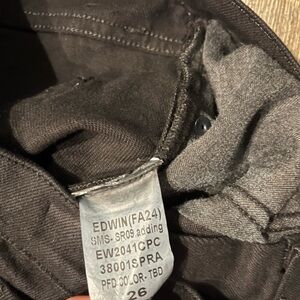 EDWIN(FA24)
SMS- SR09.adding
EW2041CPC
38001SPRA
PFD COLOR- TBD
26